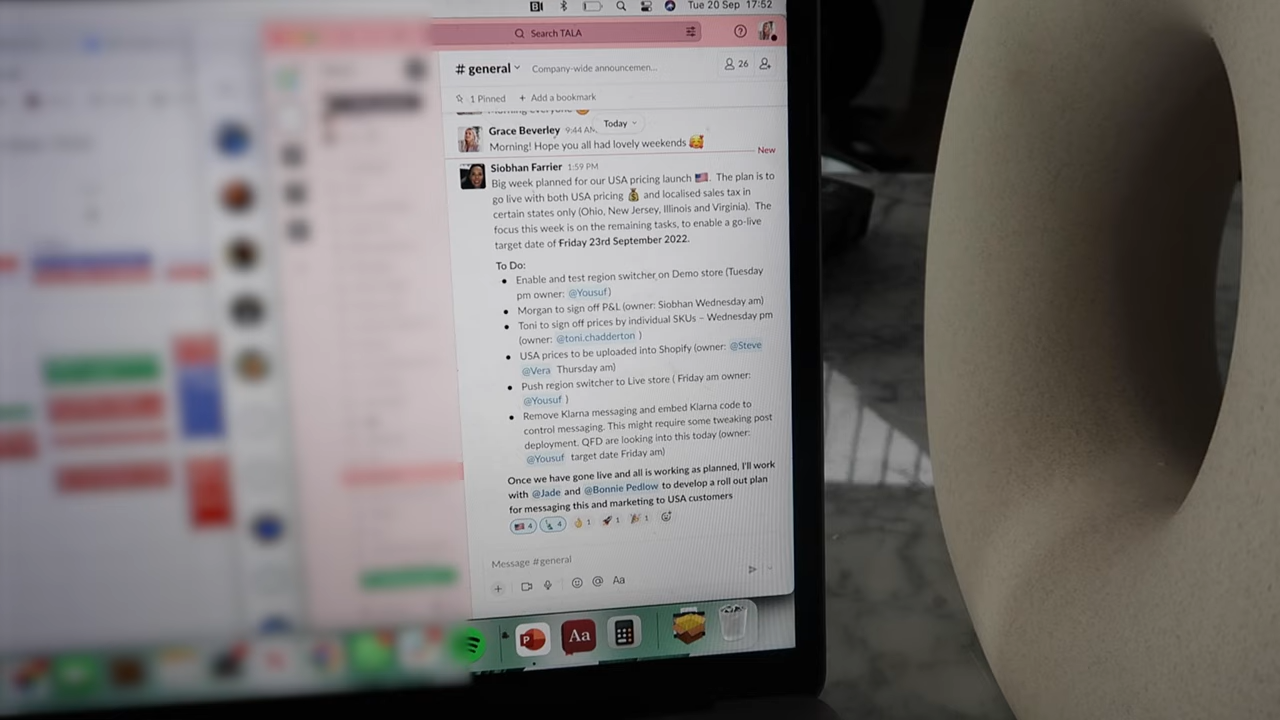 Tue 20 Sep 17:52
Search TALA
# general
Company-wide announcemen...
26
1 Pinned + Add a bookmark
Morning everyone
Today
Grace Beverley 9:44 AM
Morning! Hope you all had lovely weekends 🥰
New
Siobhan Farrier 1:59 PM
Big week planned for our USA pricing launch 🇺🇸. The plan is to
go live with both USA pricing 💰 and localised sales tax in
certain states only (Ohio, New Jersey, Illinois and Virginia). The
focus this week is on the remaining tasks, to enable a go-live
target date of Friday 23rd September 2022.
To Do:
• Enable and test region switcher on Demo store (Tuesday
pm owner: @Yousuf)
• Morgan to sign off P&L (owner: Siobhan Wednesday am)
• Toni to sign off prices by individual SKUs – Wednesday pm
(owner: @toni.chadderton )
• USA prices to be uploaded into Shopify (owner: @Steve
@Vera Thursday am)
• Push region switcher to Live store ( Friday am owner:
@Yousuf )
• Remove Klarna messaging and embed Klarna code to
control messaging. This might require some tweaking post
deployment. QFD are looking into this today (owner:
@Yousuf target date Friday am)
Once we have gone live and all is working as planned, I'll work
with @Jade and @Bonnie Pedlow to develop a roll out plan
for messaging this and marketing to USA customers
4 4 1 1 1
Message #general
Aa
P
Aa